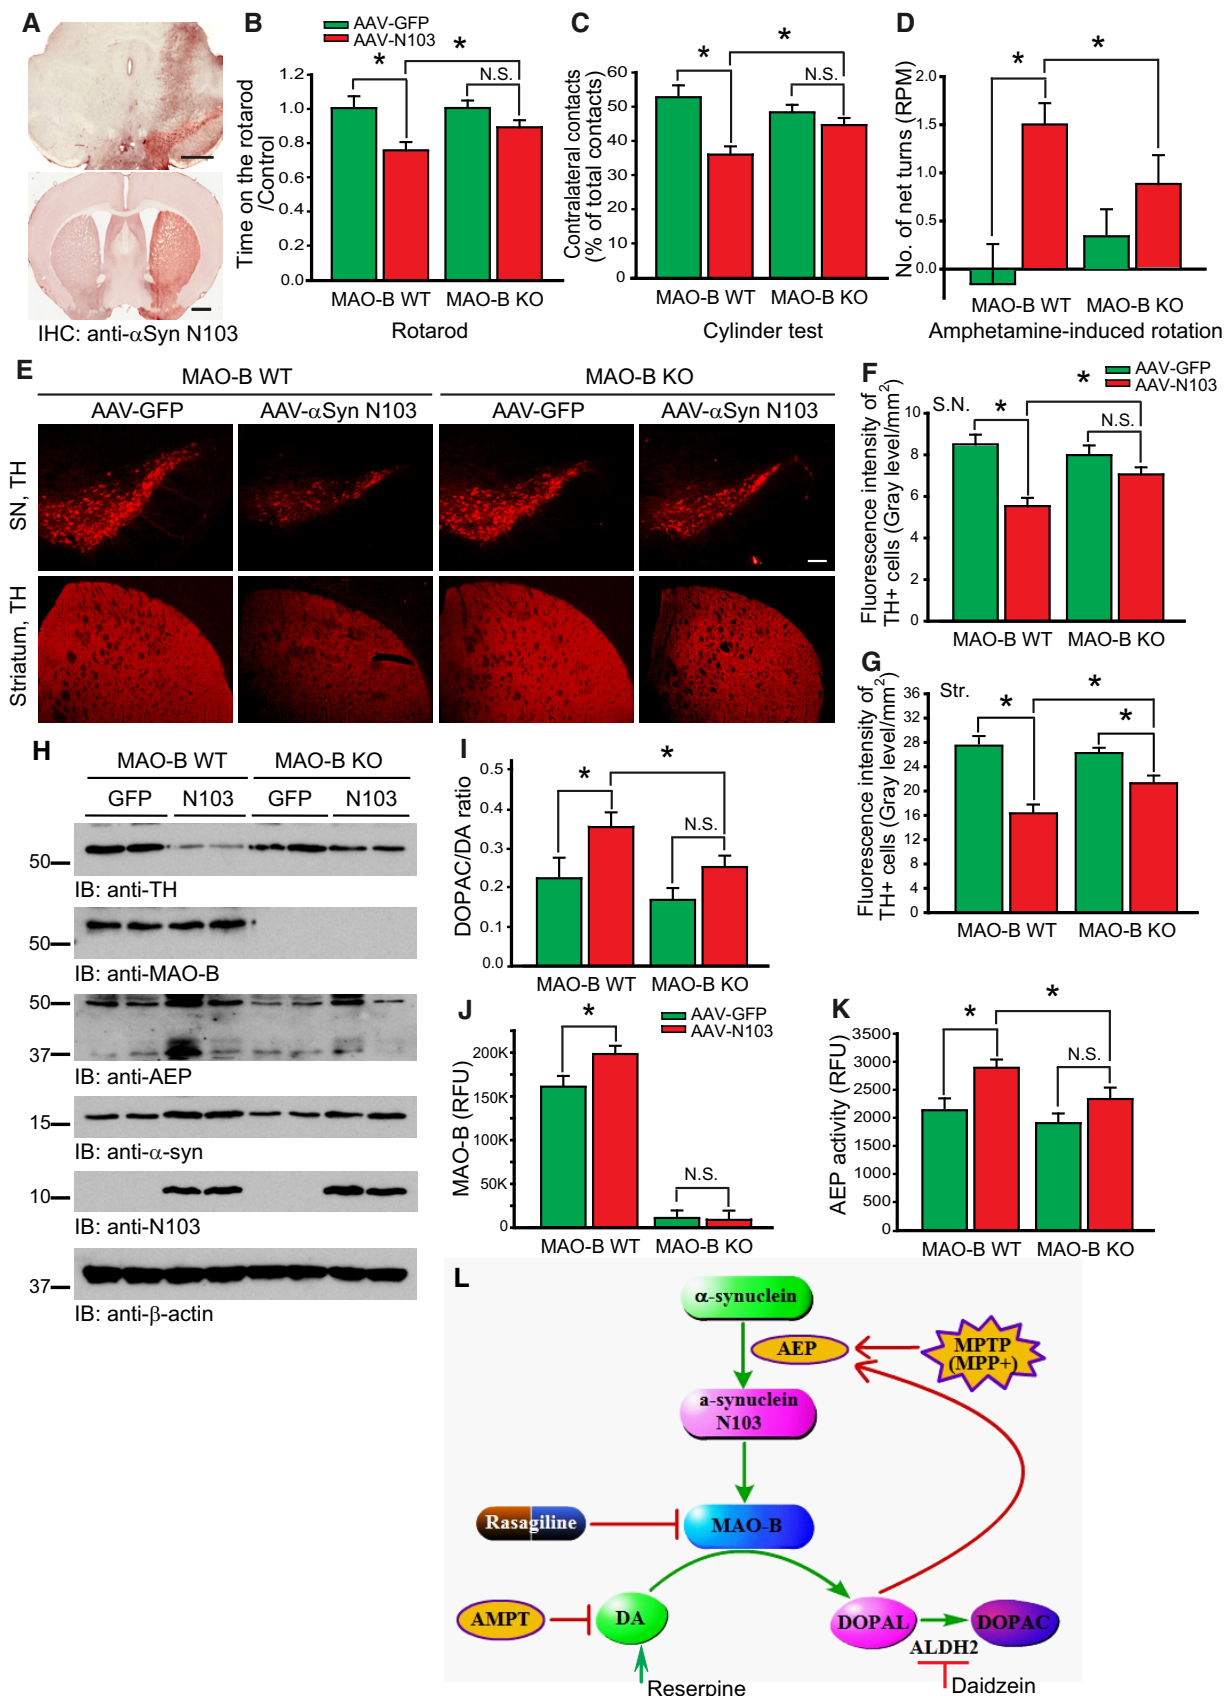 A
IHC: anti-αSyn N103
B
AAV-GFP
AAV-N103
*
*
N.S.
1.2
1.0
0.8
0.6
0.4
0.2
0.0
Time on the rotarod
/Control
MAO-B WT MAO-B KO
Rotarod
C
*
*
N.S.
60
50
40
30
20
10
0
Contralateral contacts
(% of total contacts)
MAO-B WT MAO-B KO
Cylinder test
D
*
*
2.0
1.5
1.0
0.5
0.0
No. of net turns (RPM)
MAO-B WT MAO-B KO
Amphetamine-induced rotation
E
MAO-B WT MAO-B KO
AAV-GFP AAV-αSyn N103 AAV-GFP AAV-αSyn N103
SN, TH
Striatum, TH
F
AAV-GFP
AAV-N103
S.N.
*
*
N.S.
10
8
6
4
2
0
Fluorescence intensity of
TH+ cells (Gray level/mm2)
MAO-B WT MAO-B KO
G
Str.
*
*
*
36
32
28
24
20
16
12
8
4
0
Fluorescence intensity of
TH+ cells (Gray level/mm2)
MAO-B WT MAO-B KO
H
MAO-B WT MAO-B KO
GFP N103 GFP N103
50
IB: anti-TH
50
IB: anti-MAO-B
50
37
IB: anti-AEP
15
IB: anti-α-syn
10
IB: anti-N103
37
IB: anti-β-actin
I
*
*
N.S.
0.5
0.4
0.3
0.2
0.1
0.0
DOPAC/DA ratio
MAO-B WT MAO-B KO
J
AAV-GFP
AAV-N103
*
N.S.
200K
150K
100K
50K
0
MAO-B (RFU)
MAO-B WT MAO-B KO
K
*
*
N.S.
3500
3000
2500
2000
1500
1000
500
0
AEP activity (RFU)
MAO-B WT MAO-B KO
L
α-synuclein
AEP
MPTP
(MPP+)
a-synuclein
N103
Rasagiline
MAO-B
AMPT
DA
DOPAL
DOPAC
ALDH2
Reserpine
Daidzein